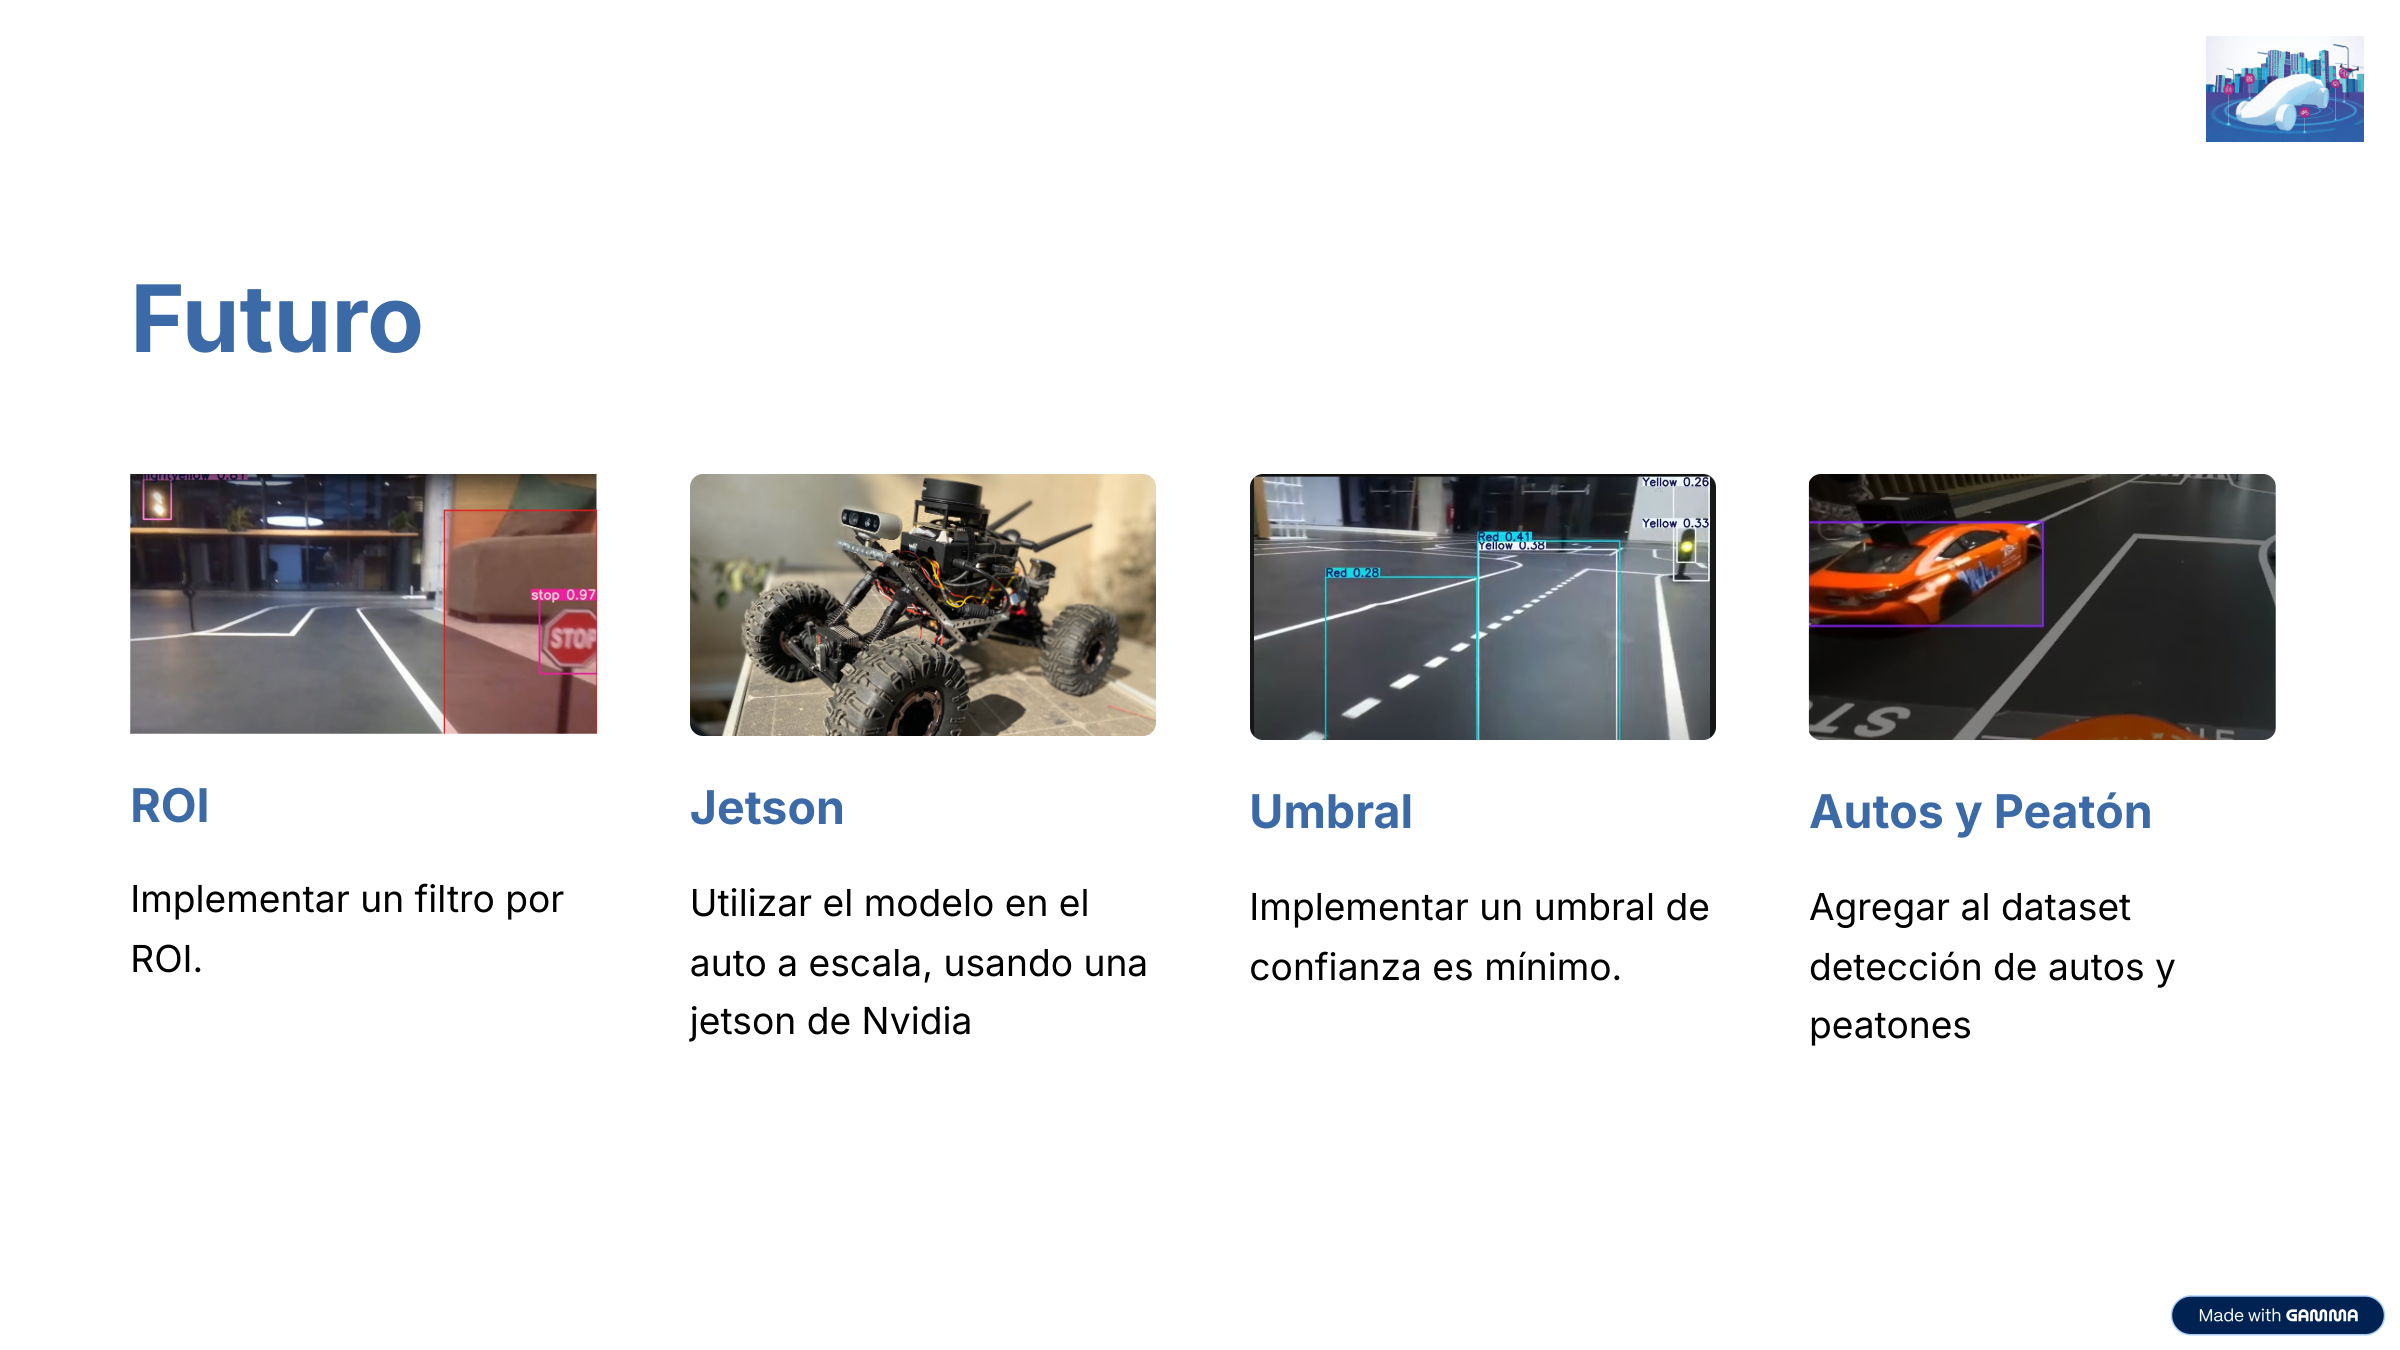 Futuro
stop 0.97
STOP
ROI
Implementar un filtro por
ROI.
Jetson
Utilizar el modelo en el
auto a escala, usando una
jetson de Nvidia
Yellow 0.26
Yellow 0.33
Red 0.41
Yellow 0.38
Red 0.28
Umbral
Implementar un umbral de
confianza es mínimo.
Autos y Peatón
Agregar al dataset
detección de autos y
peatones
Made with GAMMA